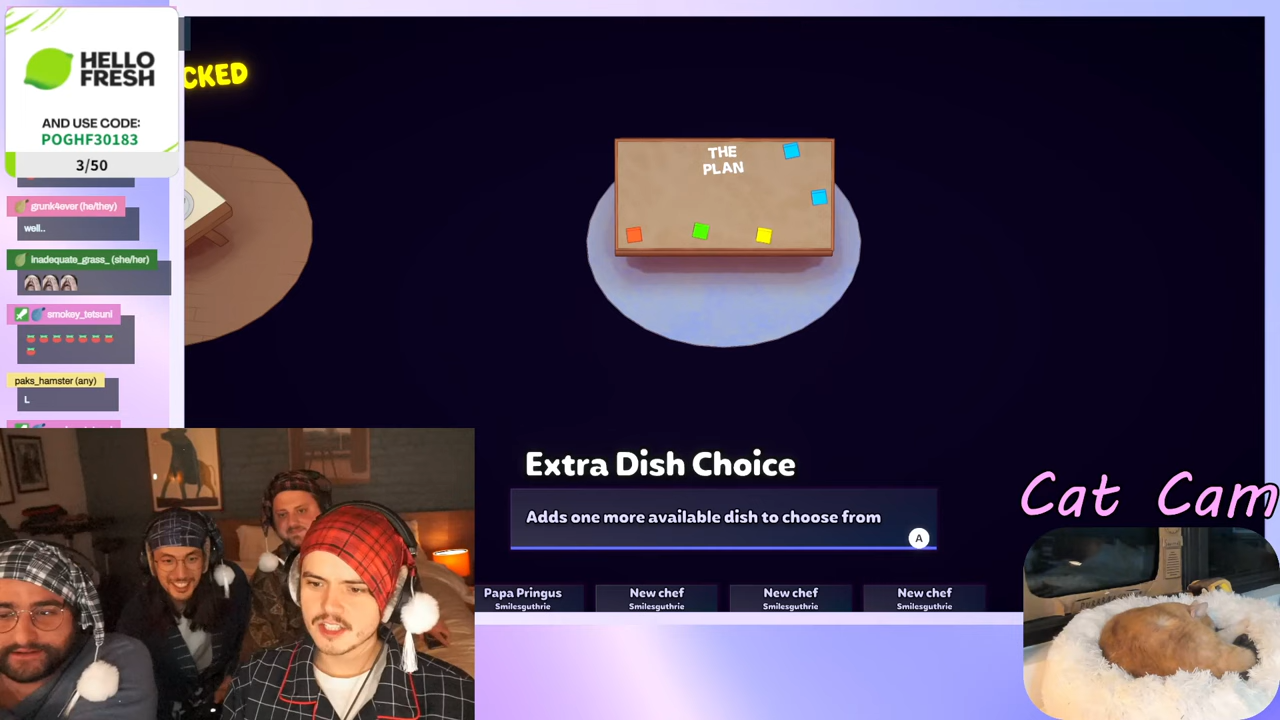 HELLO
FRESH
AND USE CODE:
POGHF30183
3/50
CKED
THE
PLAN
grunk4ever (he/they)
well..
inadequate_grass_ (she/her)
smokey_tetsuni
paks_hamster (any)
L
Extra Dish Choice
Adds one more available dish to choose from
A
Papa Pringus
Smilesguthrie
New chef
Smilesguthrie
New chef
Smilesguthrie
New chef
Smilesguthrie
Cat Cam